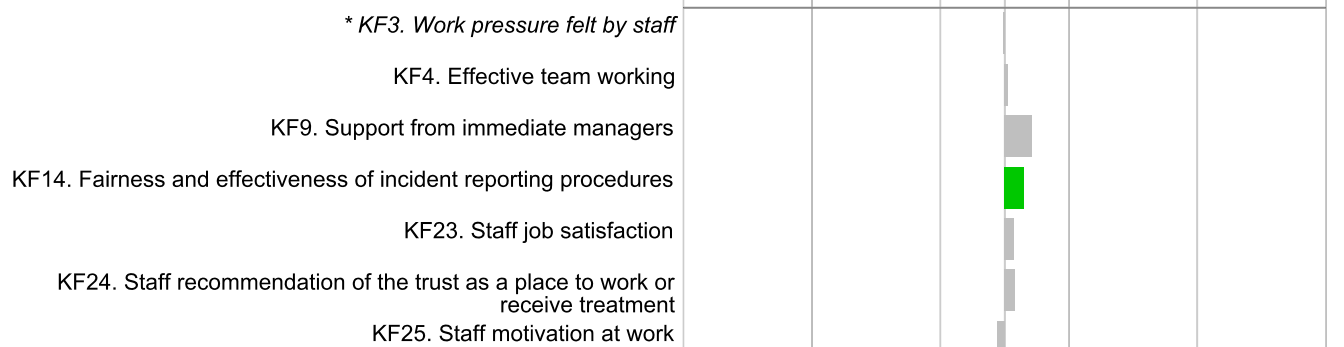 * KF3. Work pressure felt by staff
KF4. Effective team working
KF9. Support from immediate managers
KF14. Fairness and effectiveness of incident reporting procedures
KF23. Staff job satisfaction
KF24. Staff recommendation of the trust as a place to work or
receive treatment
KF25. Staff motivation at work